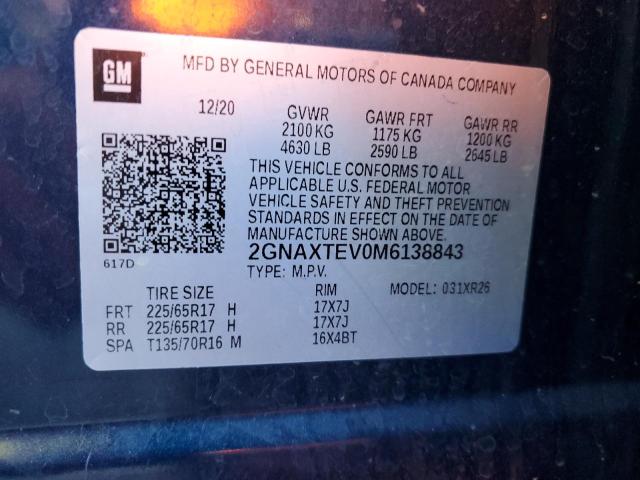 GM
MFD BY GENERAL MOTORS OF CANADA COMPANY
12/20 GVWR GAWR FRT GAWR RR
2100 KG 1175 KG 1200 KG
4630 LB 2590 LB 2645 LB
THIS VEHICLE CONFORMS TO ALL
APPLICABLE U.S. FEDERAL MOTOR
VEHICLE SAFETY AND THEFT PREVENTION
STANDARDS IN EFFECT ON THE DATE OF
MANUFACTURE SHOWN ABOVE.
617D 2GNAXTEV0M6138843
TYPE: M.P.V. MODEL: 031XR26
TIRE SIZE RIM
FRT 225/65R17 H 17X7J
RR 225/65R17 H 17X7J
SPA T135/70R16 M 16X4BT